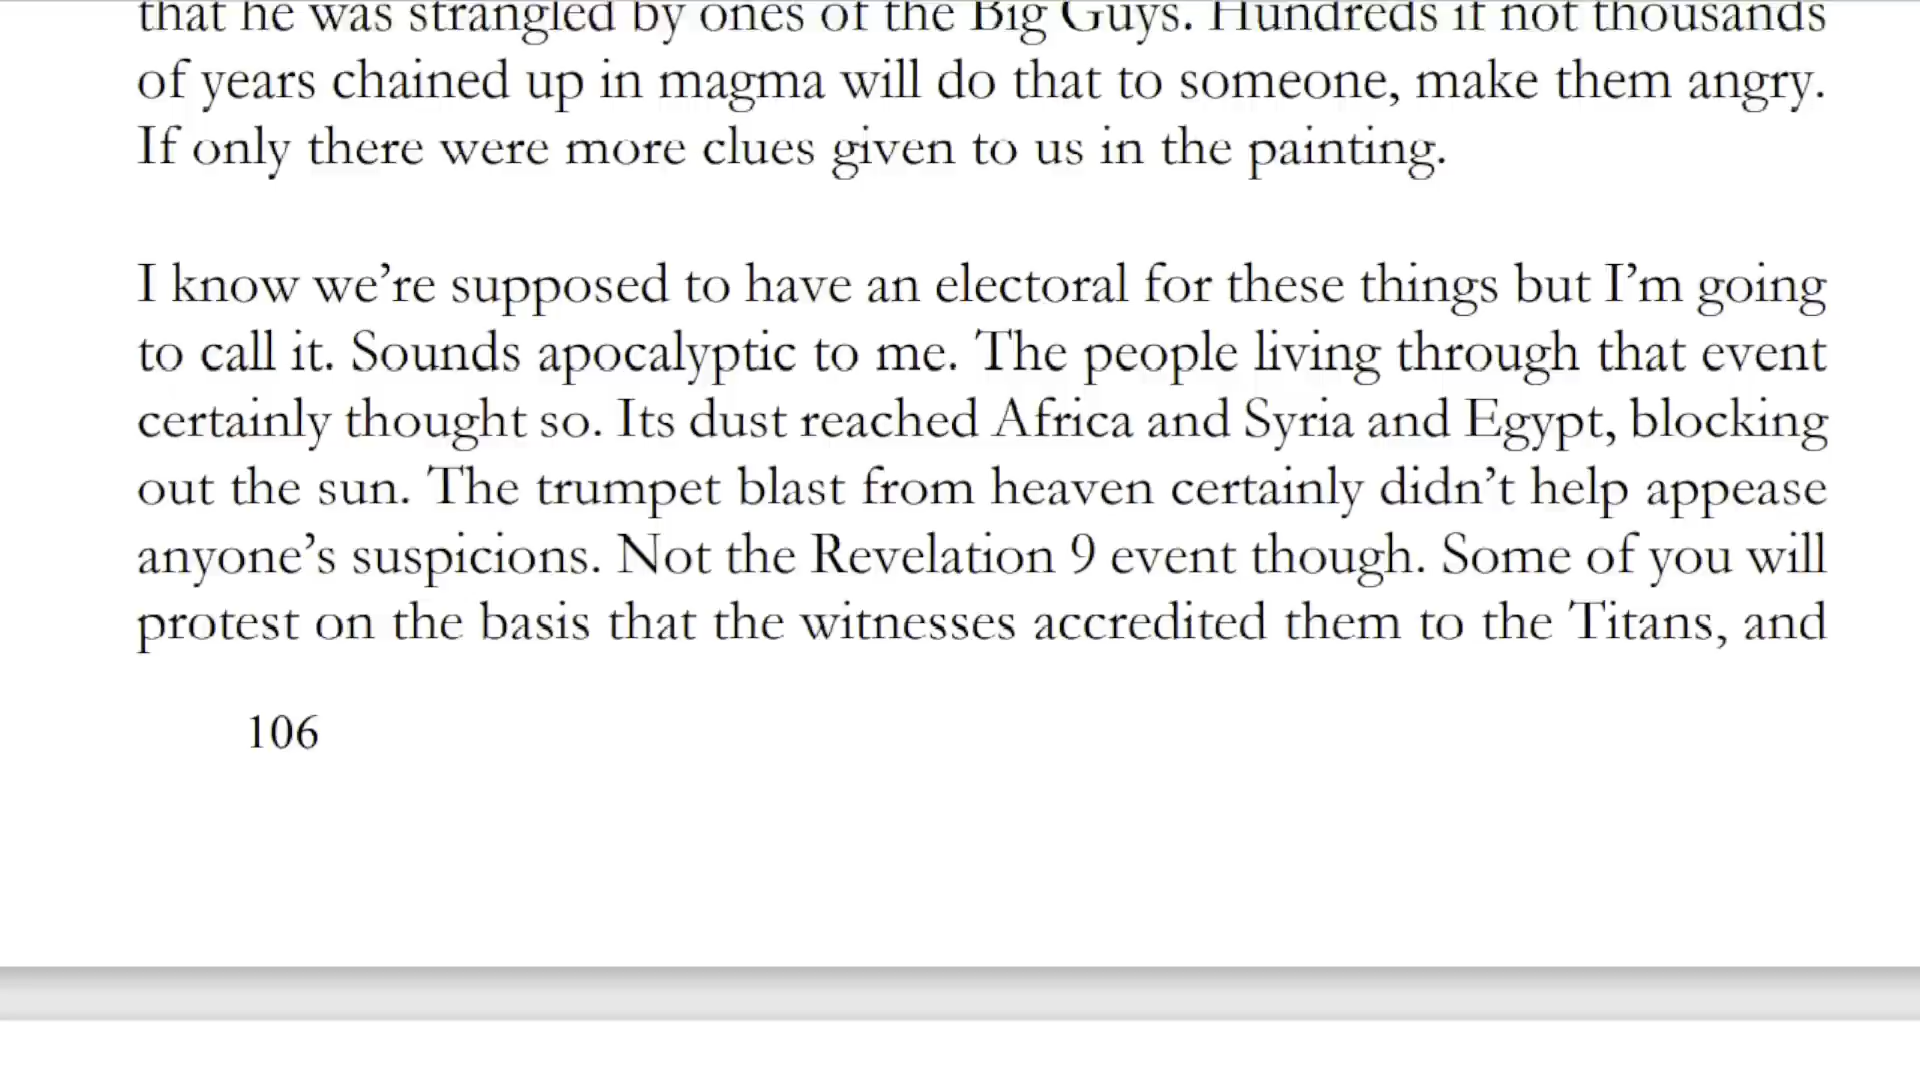 that he was strangled by ones of the Big Guys. Hundreds if not thousands
of years chained up in magma will do that to someone, make them angry.
If only there were more clues given to us in the painting.
I know we’re supposed to have an electoral for these things but I’m going
to call it. Sounds apocalyptic to me. The people living through that event
certainly thought so. Its dust reached Africa and Syria and Egypt, blocking
out the sun. The trumpet blast from heaven certainly didn’t help appease
anyone’s suspicions. Not the Revelation 9 event though. Some of you will
protest on the basis that the witnesses accredited them to the Titans, and
106